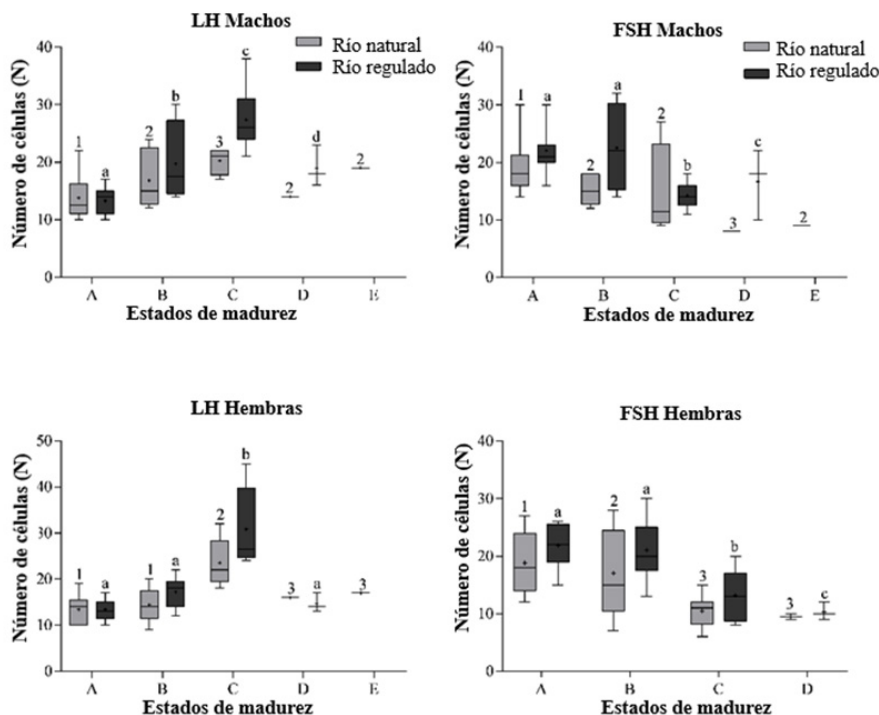 LH Machos
Río natural
Río regulado
Número de células (N)
40
30
20
10
0
1
a
2
b
3
c
2
d
2
A
B
C
D
E
Estados de madurez
FSH Machos
Río natural
Río regulado
Número de células (N)
40
30
20
10
0
1
a
2
a
2
b
3
c
2
A
B
C
D
E
Estados de madurez
LH Hembras
Número de células (N)
50
40
30
20
10
0
1
a
1
a
2
b
3
a
3
A
B
C
D
E
Estados de madurez
FSH Hembras
Número de células (N)
40
30
20
10
0
1
a
2
a
3
b
3
c
A
B
C
D
Estados de madurez